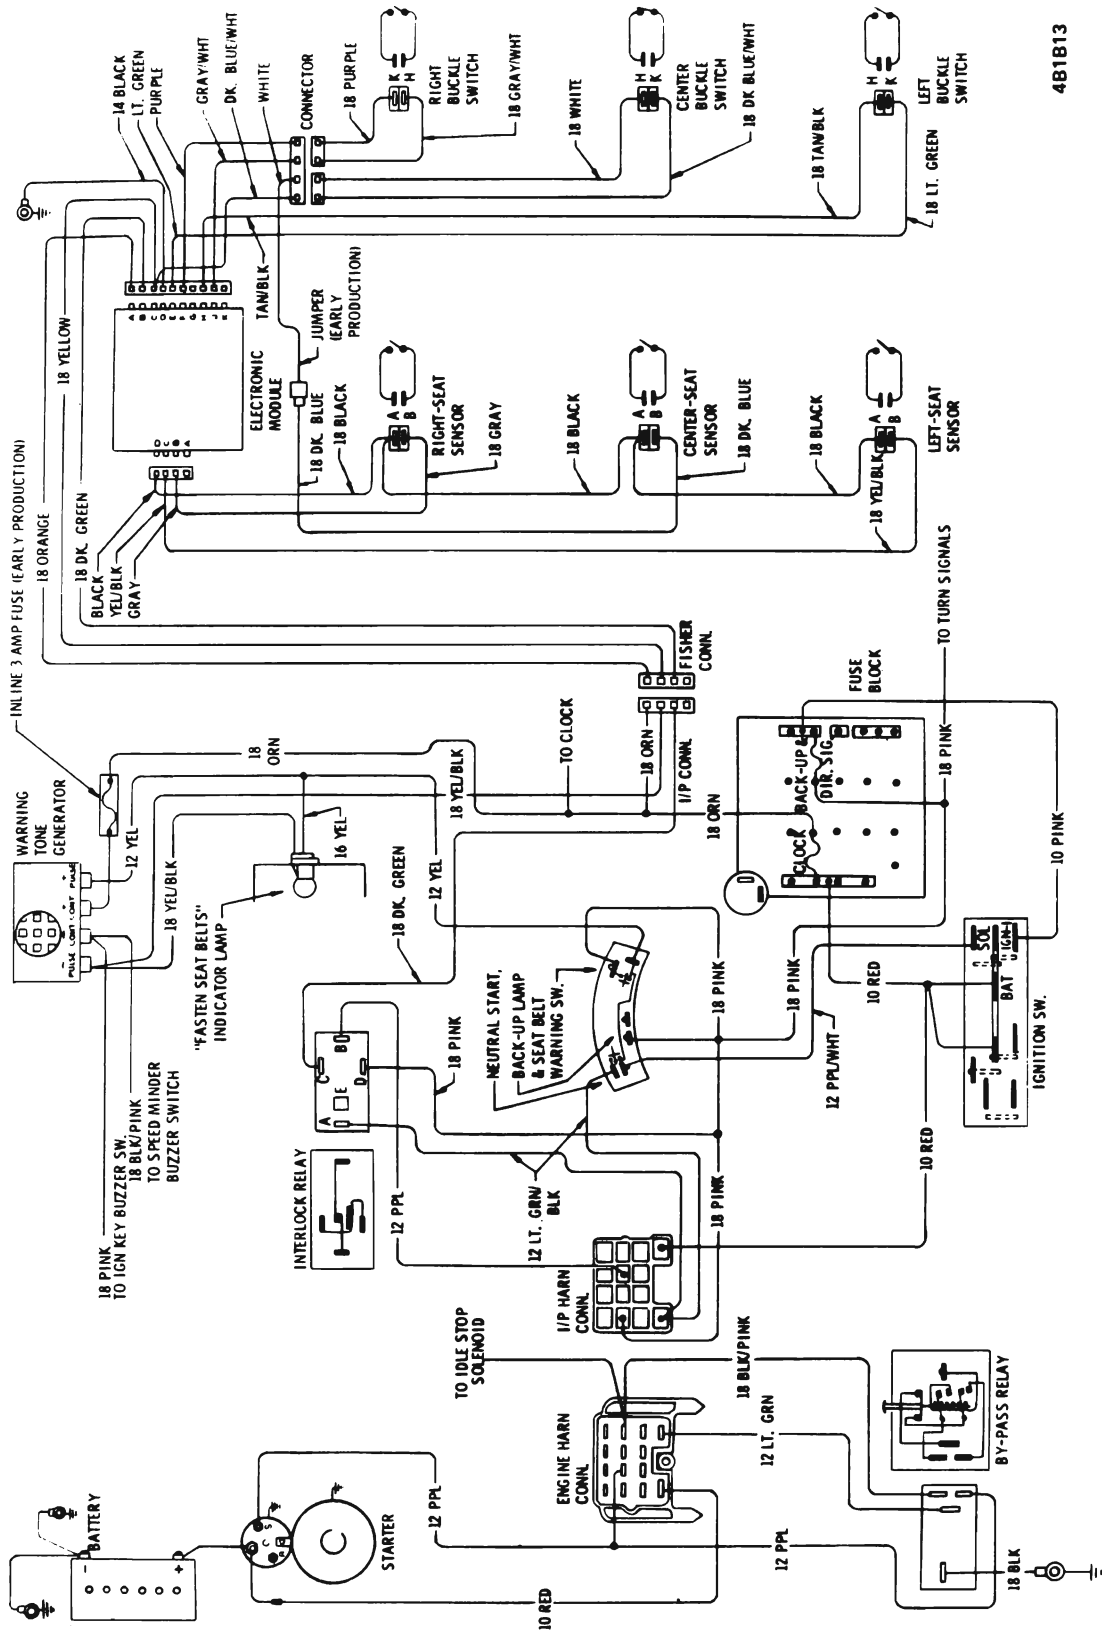 14 BLACK
LT. GREEN
PURPLE
GRAY/WHT
DK. BLUE/WHT
WHITE
CONNECTOR
18 PURPLE
K
H
RIGHT
BUCKLE
SWITCH
18 GRAY/WHT
18 WHITE
H
K
CENTER
BUCKLE
SWITCH
18 DK BLUE/WHT
18 TAN/BLK
H
K
LEFT
BUCKLE
SWITCH
18 LT. GREEN
4B1B13
TAN/BLK
JUMPER
(EARLY
PRODUCTION)
ELECTRONIC
MODULE
18 DK. BLUE
18 BLACK
A
B
RIGHT-SEAT
SENSOR
18 GRAY
18 BLACK
A
B
CENTER-SEAT
SENSOR
18 DK. BLUE
18 BLACK
18 YEL/BLK
A
B
LEFT-SEAT
SENSOR
INLINE 3 AMP FUSE (EARLY PRODUCTION)
18 ORANGE
18 YELLOW
18 DK. GREEN
BLACK
YEL/BLK
GRAY
WARNING
TONE
GENERATOR
PULSE
CONT
CONT
PULSE
+
+
-
12 YEL
18 YEL/BLK
18
ORN
16 YEL
"FASTEN SEAT BELTS"
INDICATOR LAMP
18 DK. GREEN
12 YEL
18 YEL/BLK
TO CLOCK
18 ORN
I/P CONN.
FISHER
CONN.
18 ORN
FUSE
BLOCK
CLOCK
BACK-UP &
DIR. SIG.
TO TURN SIGNALS
18 PINK
10 PINK
18 PINK
TO IGN KEY BUZZER SW.
18 BLK/PINK
TO SPEED MINDER
BUZZER SWITCH
C
B
E
A
D
18 PINK
INTERLOCK RELAY
12 PPL
NEUTRAL START,
BACK-UP LAMP
& SEAT BELT
WARNING SW.
18 PINK
18 PINK
12 PPL/WHT
10 RED
SOL
IGN
BAT
IGNITION SW.
12 LT. GRN/
BLK
18 PINK
10 RED
I/P HARN
CONN.
TO IDLE STOP
SOLENOID
ENGINE HARN
CONN.
18 BLK/PINK
12 LT. GRN
BY-PASS RELAY
BATTERY
-
+
S
C
R
STARTER
12 PPL
10 RED
12 PPL
18 BLK